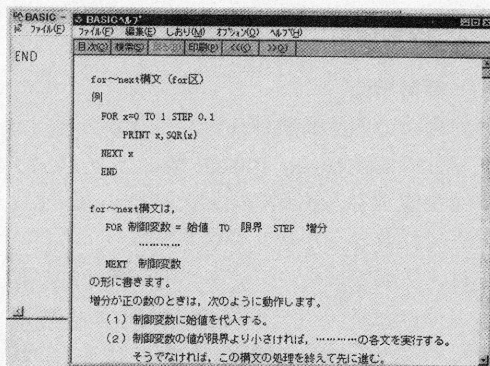 BASIC -
ファイル(F)
END
BASICヘルプ
ファイル(F) 編集(E) しおり(M) オプション(O) ヘルプ(H)
目次(C) 検索(S) 戻る(B) 印刷(P) <<(<) >>(>)
for～next構文 (for区)
例
FOR x=0 TO 1 STEP 0.1
PRINT x,SQR(x)
NEXT x
END
for～next構文は,
FOR 制御変数 = 始値 TO 限界 STEP 増分
…………
NEXT 制御変数
の形に書きます。
増分が正の数のときは, 次のように動作します。
(1) 制御変数に始値を代入する。
(2) 制御変数の値が限界より小さければ, …………の各文を実行する。
そうでなければ, この構文の処理を終えて先に進む。